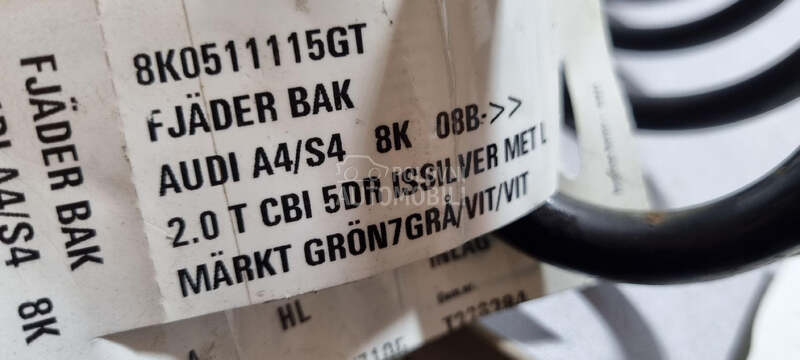 8K0511115GT
FJÄDER BAK
AUDI A4/S4 8K 08B->>
2.0 T CBI 5DR ISSILVER MET L
MÄRKT GRÖN7GRÅ/VIT/VIT
FJÄDER BAK
A4/S4 8K
HL